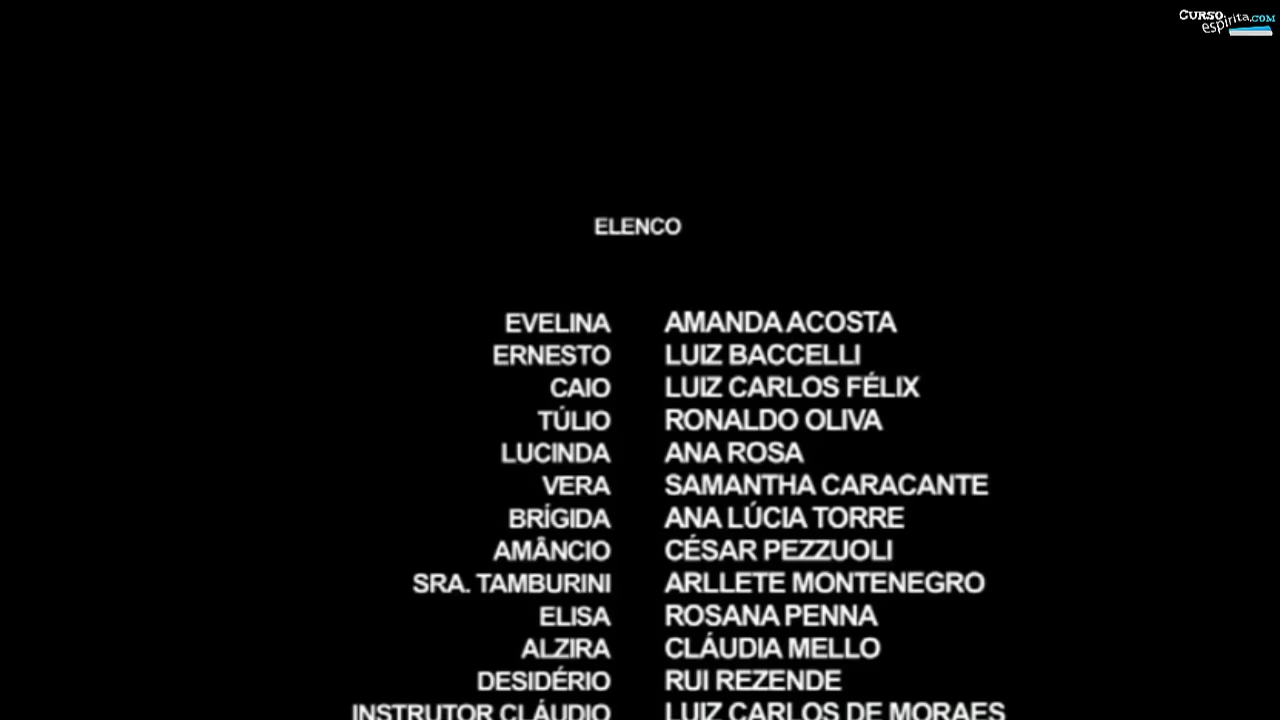 CURSO
espírita.COM
ELENCO
EVELINA AMANDA ACOSTA
ERNESTO LUIZ BACCELLI
CAIO LUIZ CARLOS FÉLIX
TÚLIO RONALDO OLIVA
LUCINDA ANA ROSA
VERA SAMANTHA CARACANTE
BRÍGIDA ANA LÚCIA TORRE
AMÂNCIO CÉSAR PEZZUOLI
SRA. TAMBURINI ARLLETE MONTENEGRO
ELISA ROSANA PENNA
ALZIRA CLÁUDIA MELLO
DESIDÉRIO RUI REZENDE
INSTRUTOR CLÁUDIO LUIZ CARLOS DE MORAES